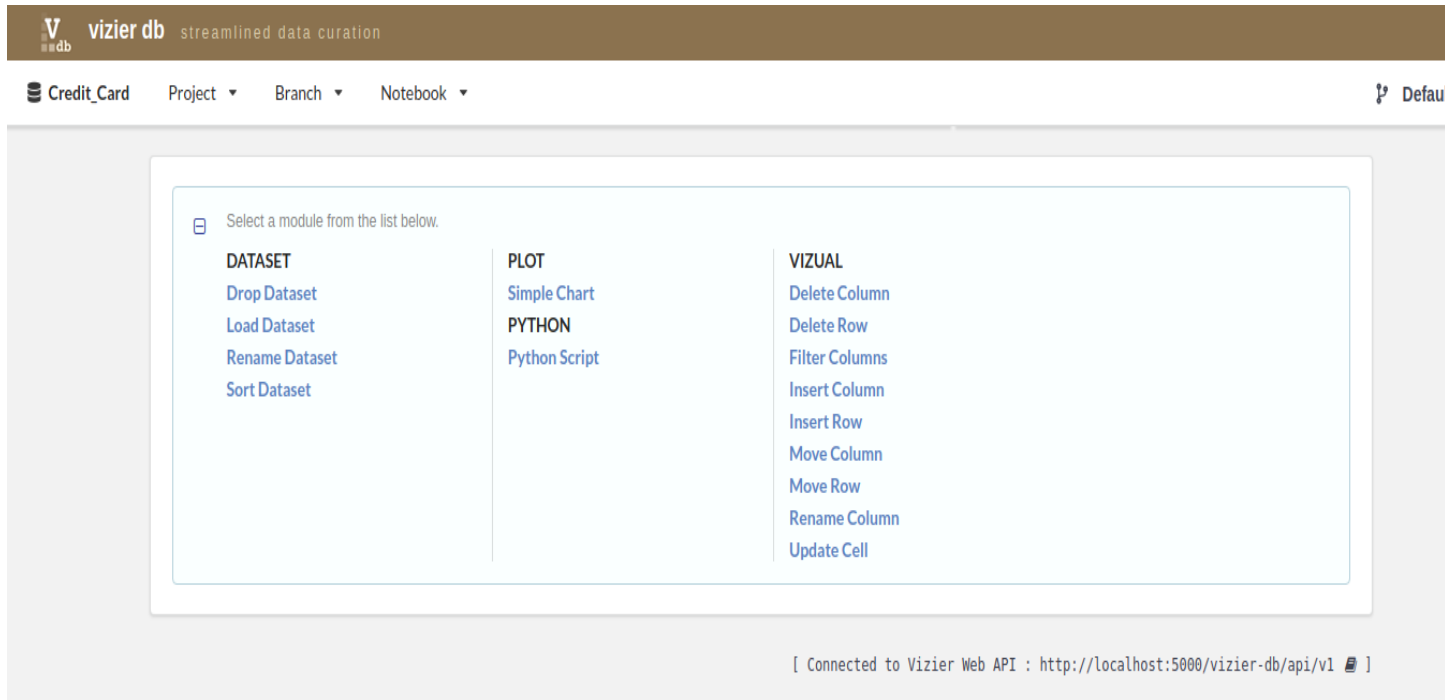 V db vizier db streamlined data curation
Credit_Card Project Branch Notebook
Select a module from the list below.
DATASET
Drop Dataset
Load Dataset
Rename Dataset
Sort Dataset
PLOT
Simple Chart
PYTHON
Python Script
VIZUAL
Delete Column
Delete Row
Filter Columns
Insert Column
Insert Row
Move Column
Move Row
Rename Column
Update Cell
[ Connected to Vizier Web API : http://localhost:5000/vizier-db/api/v1 ]